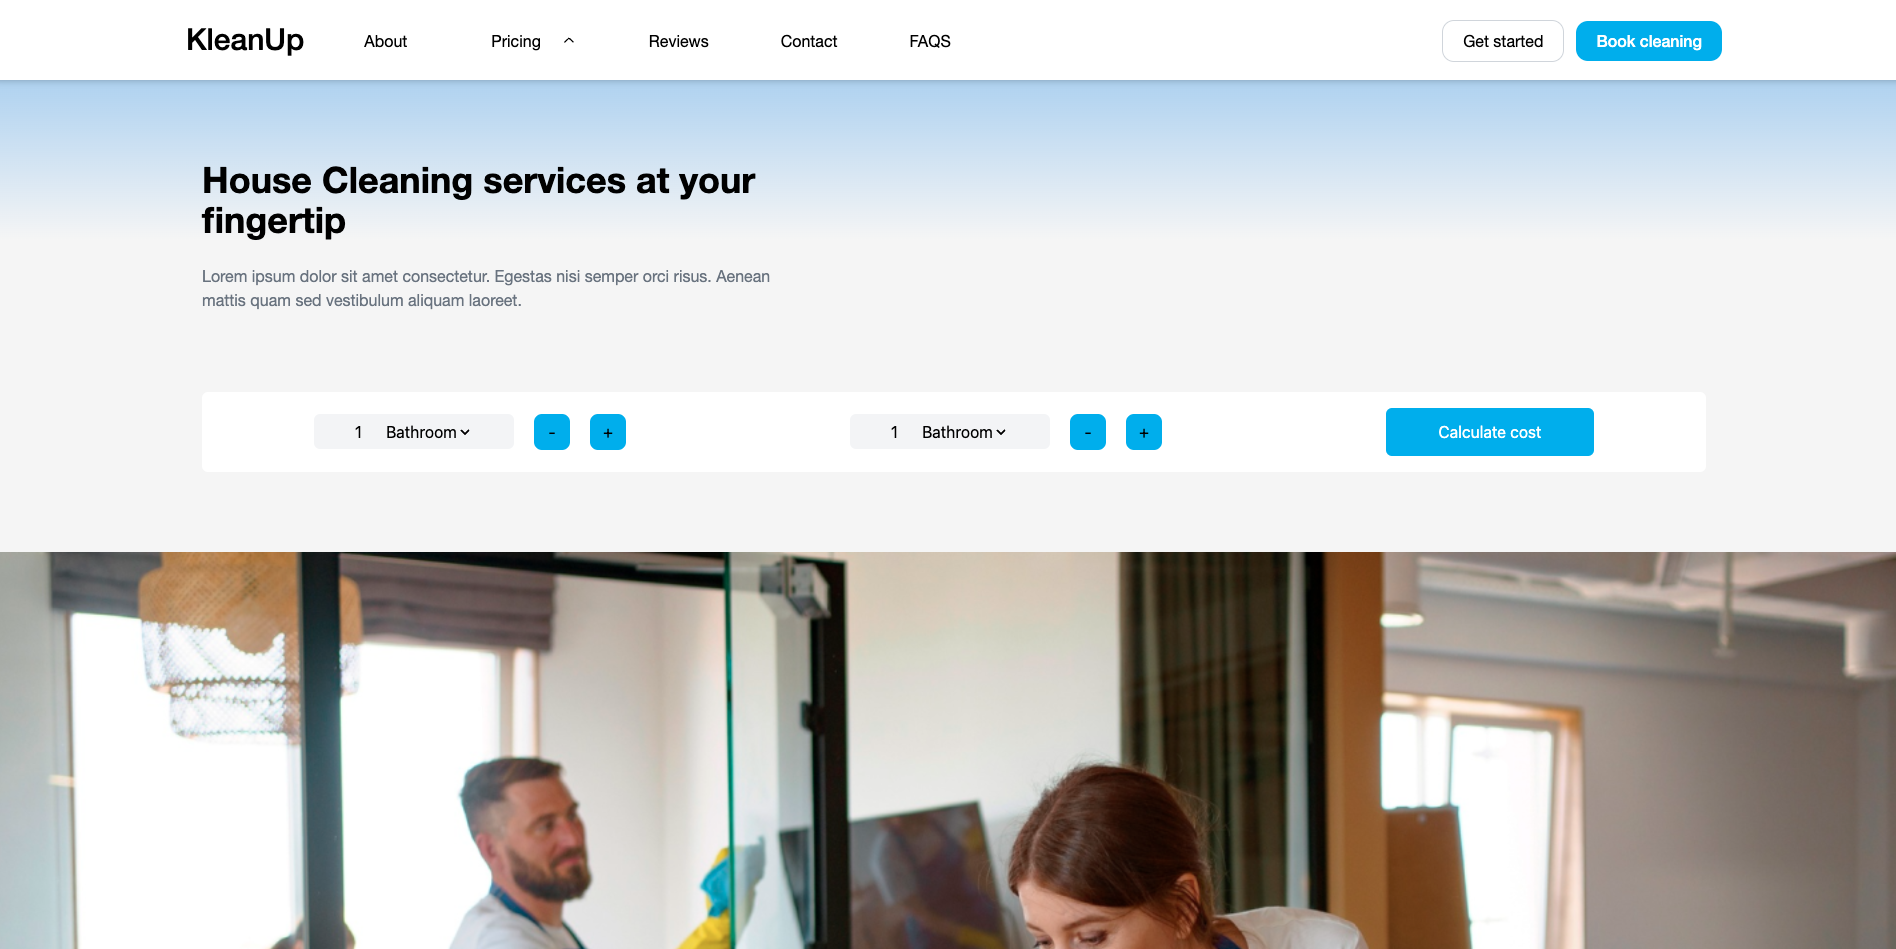 KleanUp About Pricing Reviews Contact FAQS Get started Book cleaning
House Cleaning services at your
fingertip
Lorem ipsum dolor sit amet consectetur. Egestas nisi semper orci risus. Aenean
mattis quam sed vestibulum aliquam laoreet.
1 Bathroom - + 1 Bathroom - + Calculate cost